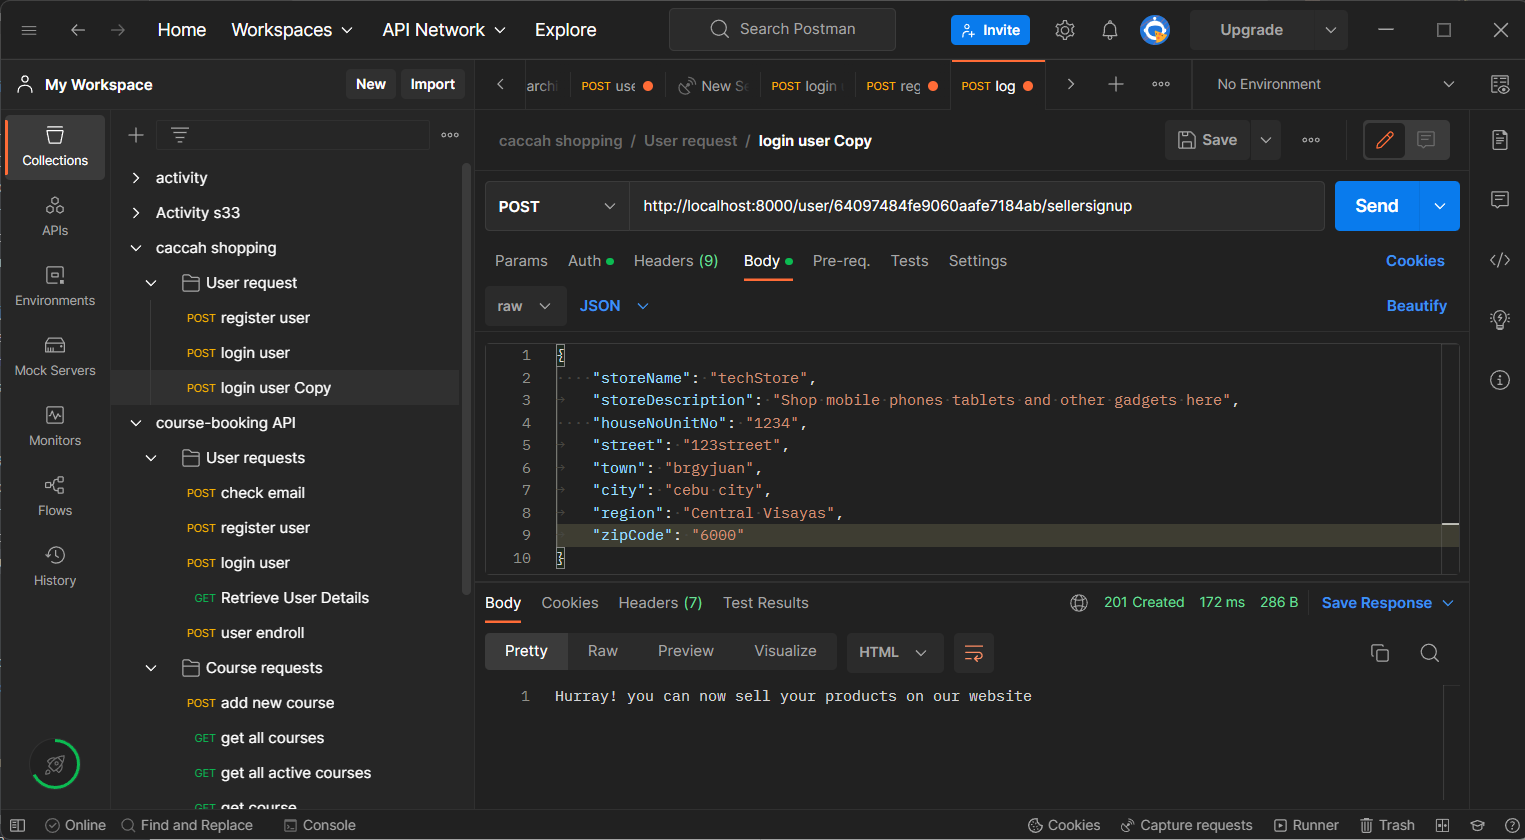 Home Workspaces API Network Explore Search Postman Invite Upgrade
My Workspace New Import
archi POST use New Se POST login POST reg POST log No Environment
Collections
APIs
Environments
Mock Servers
Monitors
Flows
History
activity
Activity s33
caccah shopping
User request
POST register user
POST login user
POST login user Copy
course-booking API
User requests
POST check email
POST register user
POST login user
GET Retrieve User Details
POST user endroll
Course requests
POST add new course
GET get all courses
GET get all active courses
GET get course
caccah shopping / User request / login user Copy Save
POST http://localhost:8000/user/64097484fe9060aafe7184ab/sellersignup Send
Params Auth Headers (9) Body Pre-req. Tests Settings Cookies
raw JSON Beautify
1 {
2 "storeName": "techStore",
3 "storeDescription": "Shop mobile phones tablets and other gadgets here",
4 "houseNoUnitNo": "1234",
5 "street": "123street",
6 "town": "brgyjuan",
7 "city": "cebu city",
8 "region": "Central Visayas",
9 "zipCode": "6000"
10 }
Body Cookies Headers (7) Test Results 201 Created 172 ms 286 B Save Response
Pretty Raw Preview Visualize HTML
1 Hurray! you can now sell your products on our website
Online Find and Replace Console Cookies Capture requests Runner Trash